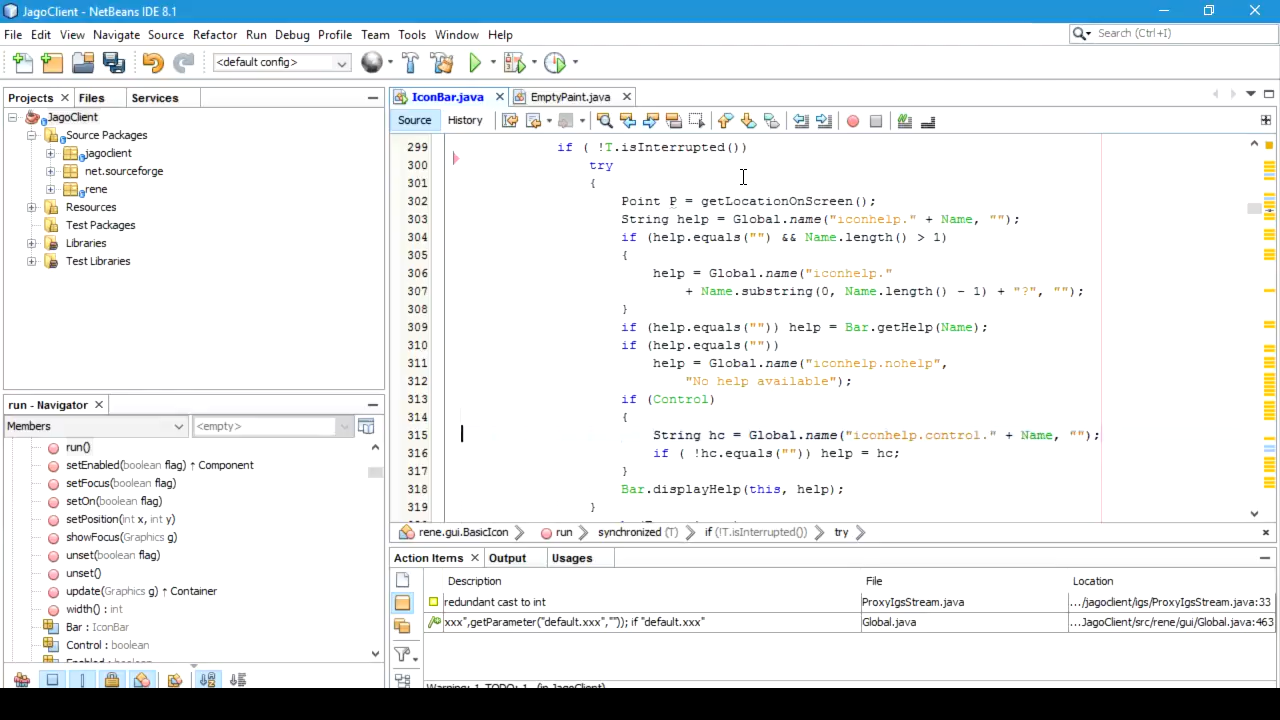 JagoClient - NetBeans IDE 8.1
File Edit View Navigate Source Refactor Run Debug Profile Team Tools Window Help
Search (Ctrl+I)
<default config>
Projects Files Services
IconBar.java EmptyPaint.java
JagoClient
Source Packages
jagoclient
net.sourceforge
rene
Resources
Test Packages
Libraries
Test Libraries
Source History
299 if ( !T.isInterrupted())
300 try
301 {
302 Point P = getLocationOnScreen();
303 String help = Global.name("iconhelp." + Name, "");
304 if (help.equals("") && Name.length() > 1)
305 {
306 help = Global.name("iconhelp."
307 + Name.substring(0, Name.length() - 1) + "?", "");
308 }
309 if (help.equals("")) help = Bar.getHelp(Name);
310 if (help.equals(""))
311 help = Global.name("iconhelp.nohelp",
312 "No help available");
313 if (Control)
314 {
315 String hc = Global.name("iconhelp.control." + Name, "");
316 if ( !hc.equals("")) help = hc;
317 }
318 Bar.displayHelp(this, help);
319 }
rene.gui.BasicIcon run synchronized (T) if (!T.isInterrupted()) try
run - Navigator
Members <empty>
run()
setEnabled(boolean flag) ↑ Component
setFocus(boolean flag)
setOn(boolean flag)
setPosition(int x, int y)
showFocus(Graphics g)
unset(boolean flag)
unset()
update(Graphics g) ↑ Container
width() : int
Bar : IconBar
Control : boolean
Enabled : boolean
Action Items Output Usages
Description File Location
redundant cast to int ProxyIgsStream.java .../jagoclient/igs/ProxyIgsStream.java:33
xxx",getParameter("default.xxx","")); if "default.xxx" Global.java ...JagoClient/src/rene/gui/Global.java:463
Warning: 1 TODO: 1 (in JagoClient)